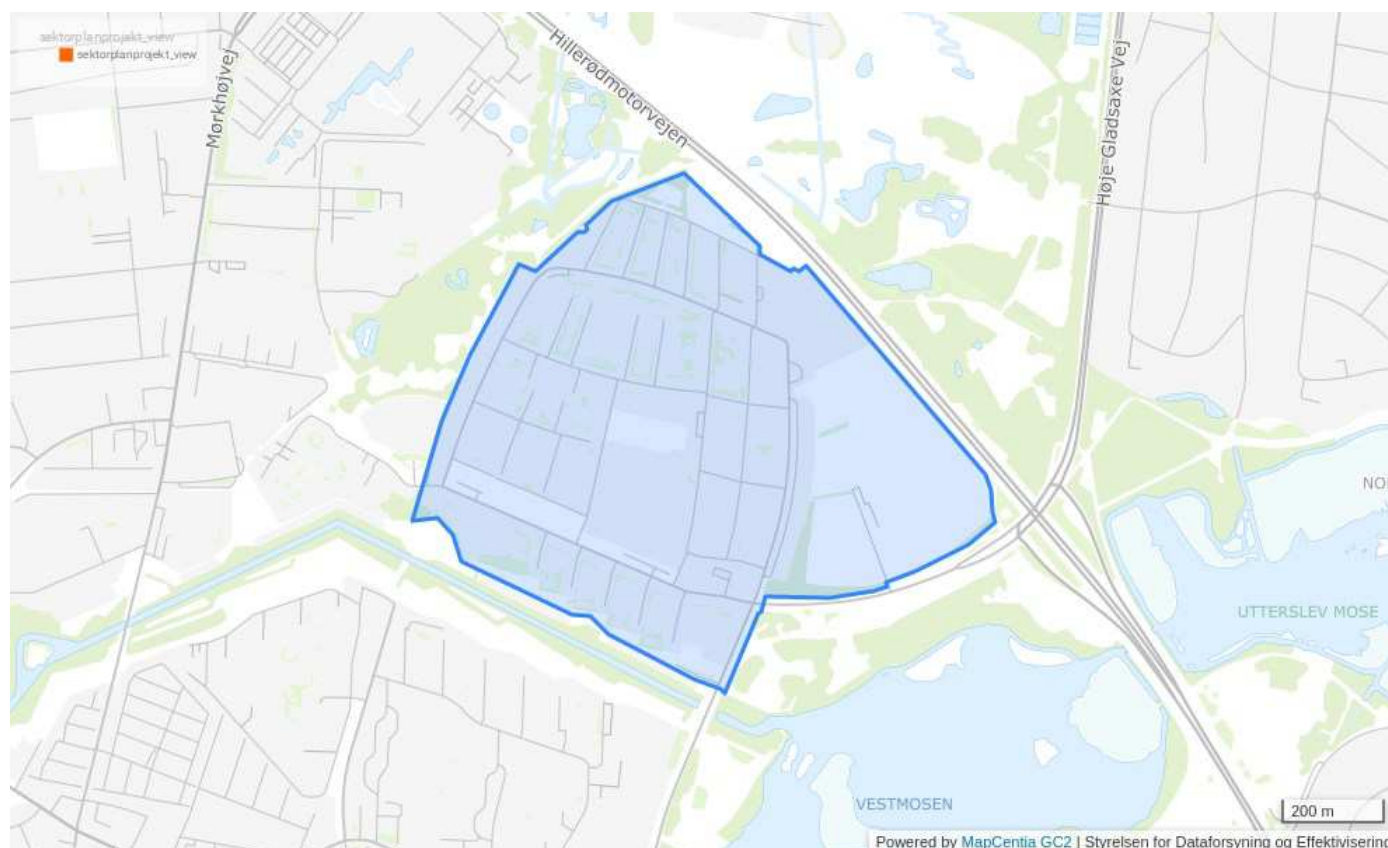 sektorplanprojekt_view
sektorplanprojekt_view
Mørkhøjvej
Hillerødmotorvejen
Høje Gladsaxe Vej
NO
UTTERSLEV MOSE
VESTMOSEN
200 m
Powered by MapCentia GC2 | Styrelsen for Dataforsyning og Effektivisering